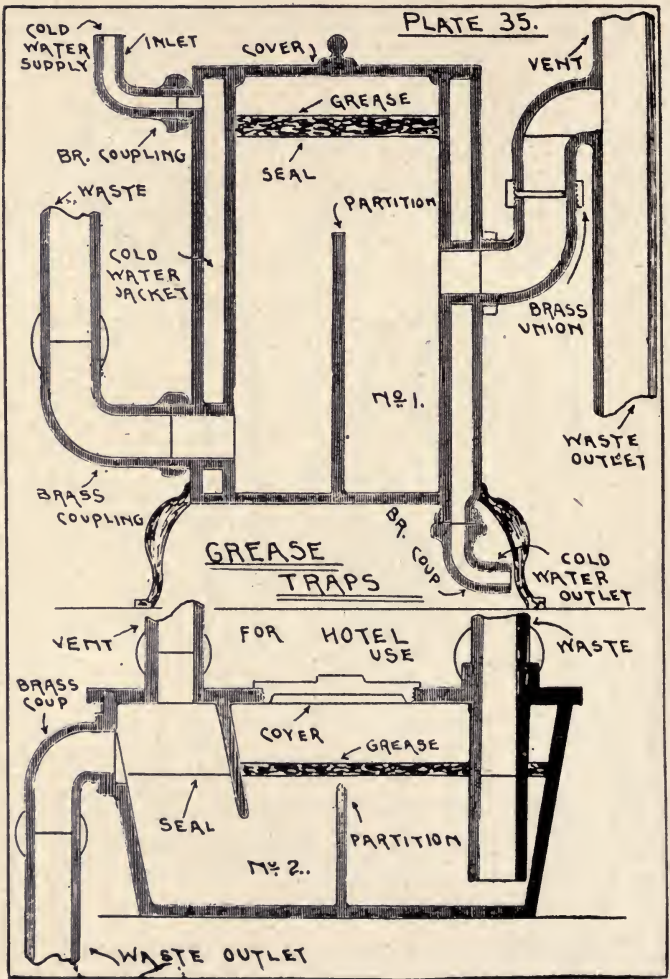 PLATE 35.
COLD
WATER
SUPPLY
INLET
COVER
VENT
GREASE
BR. COUPLING
SEAL
WASTE
PARTITION
COLD
WATER
JACKET
BRASS
UNION
No 1.
WASTE
OUTLET
BRASS
COUPLING
BR.
COUP
GREASE
TRAPS
COLD
WATER
OUTLET
VENT
FOR HOTEL
USE
WASTE
BRASS
COUP
COVER
GREASE
SEAL
PARTITION
No 2..
WASTE OUTLET